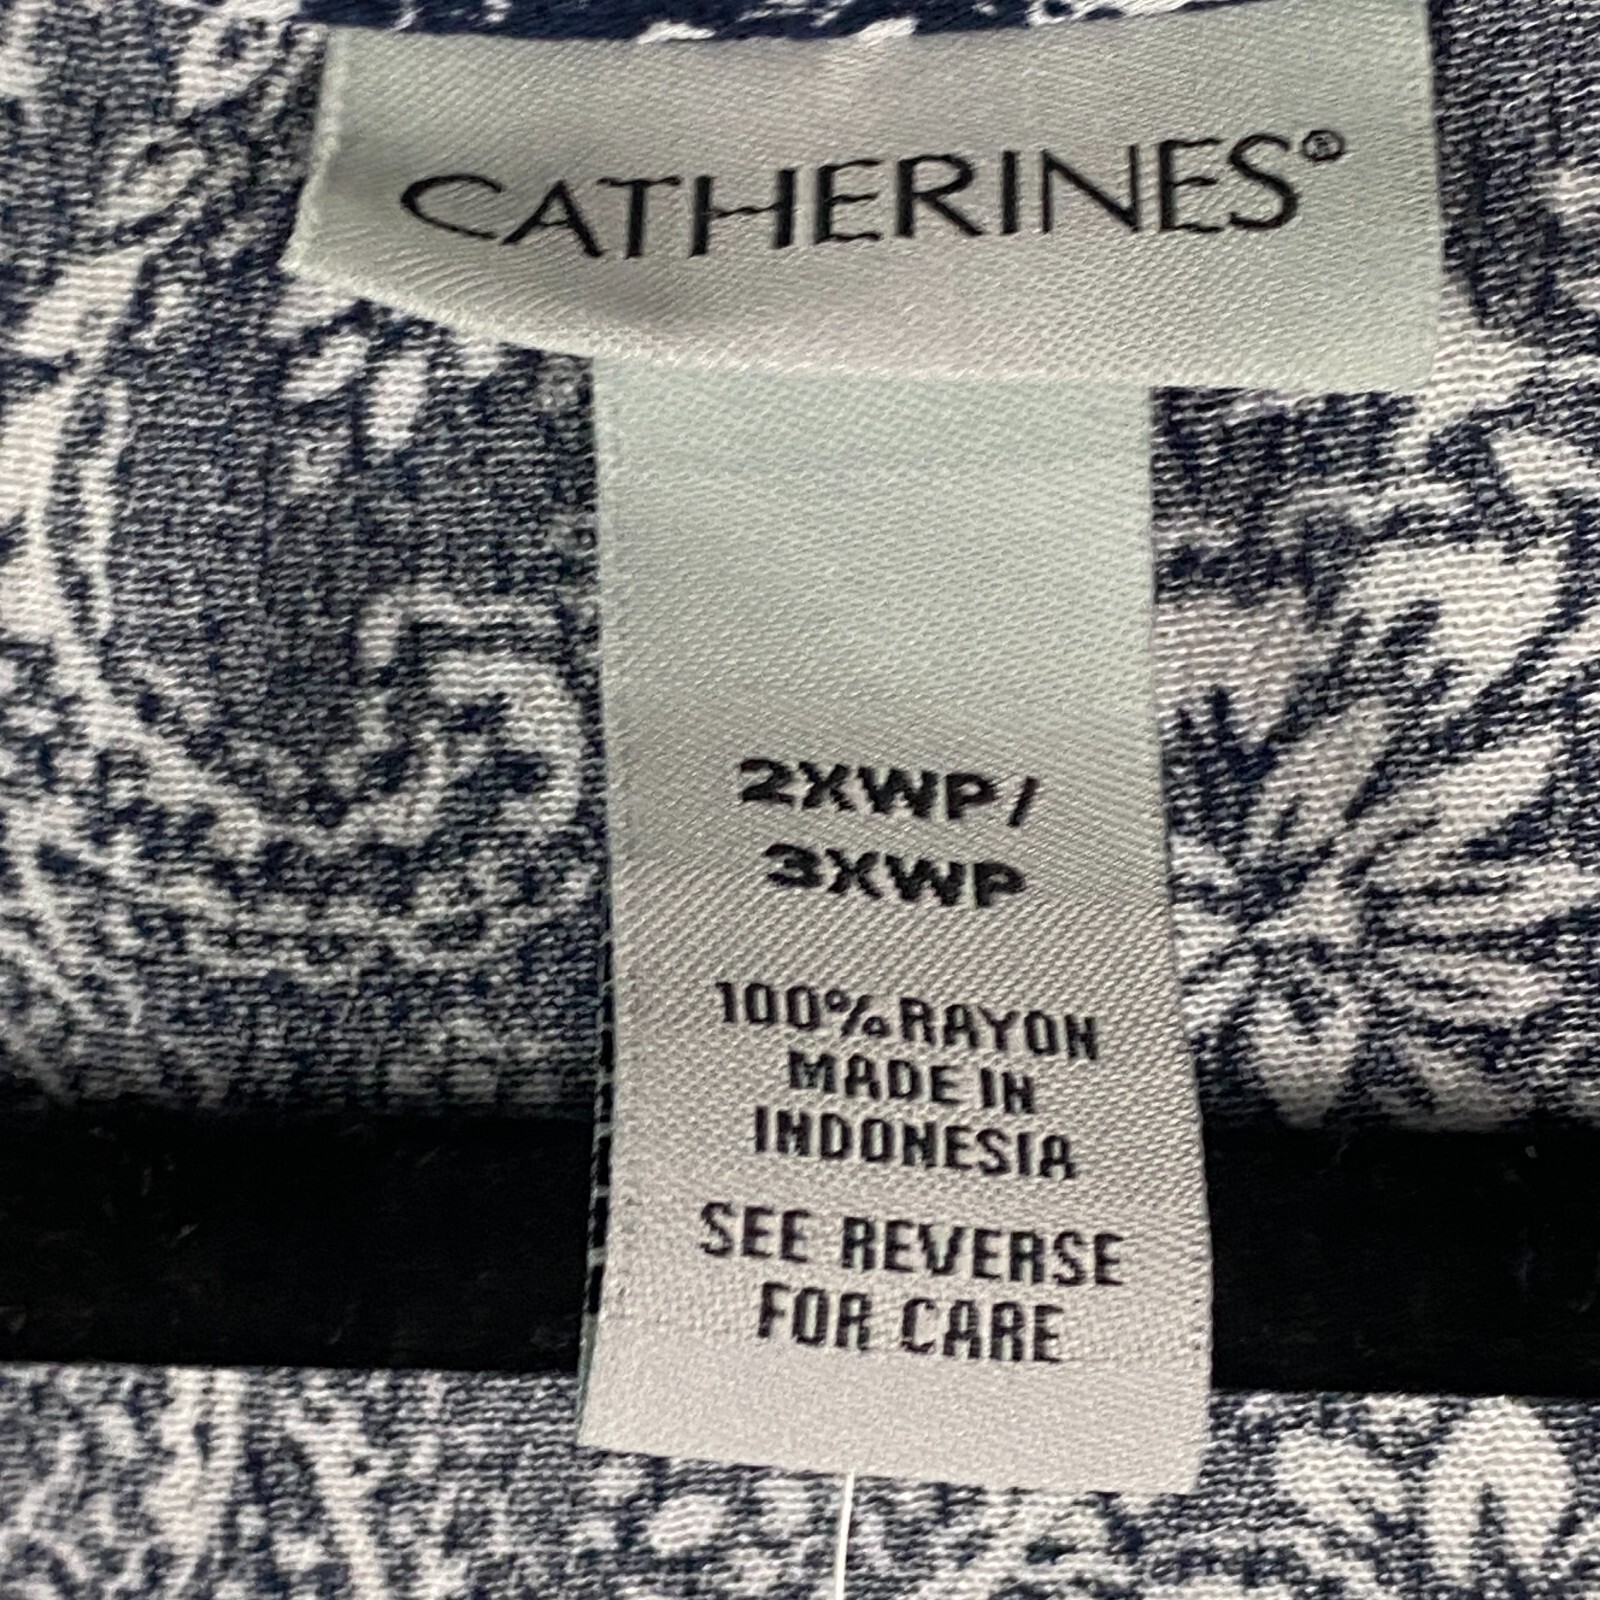 CATHERINES®
2XWP/
3XWP
100% RAYON
MADE IN
INDONESIA
SEE REVERSE
FOR CARE